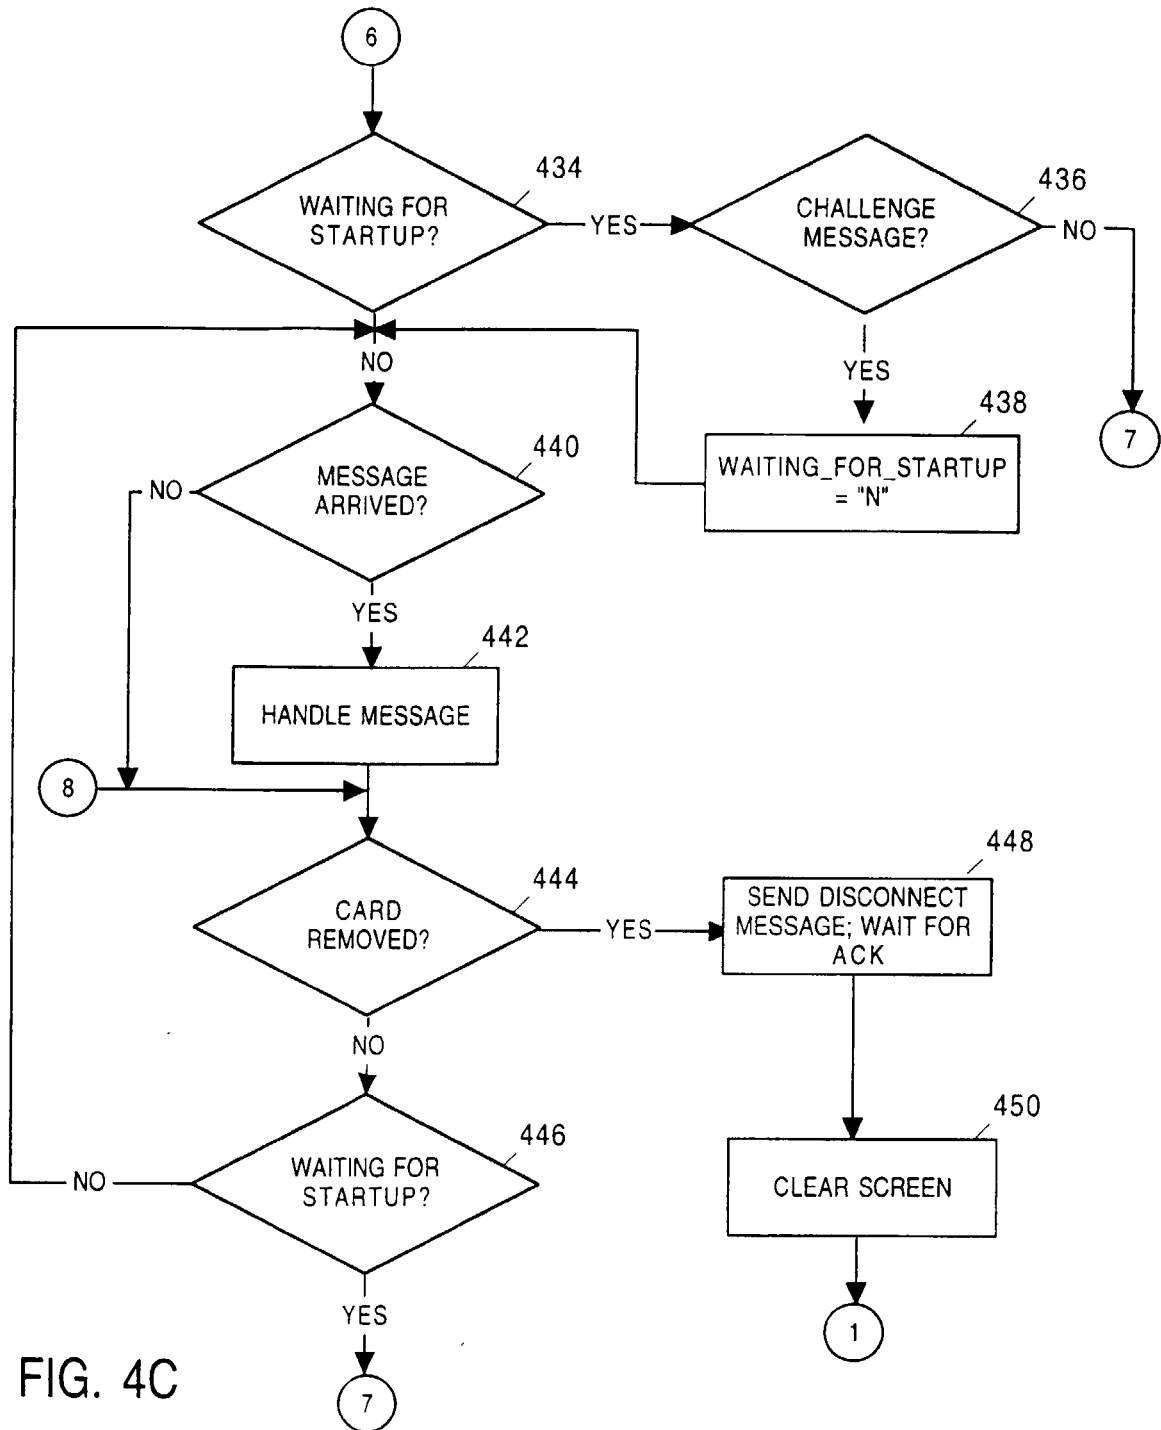 6
434
WAITING FOR
STARTUP?
YES
436
CHALLENGE
MESSAGE?
NO
NO
YES
7
438
WAITING_FOR_STARTUP
= "N"
440
MESSAGE
ARRIVED?
NO
YES
442
HANDLE MESSAGE
8
444
CARD
REMOVED?
YES
448
SEND DISCONNECT
MESSAGE; WAIT FOR
ACK
NO
446
WAITING FOR
STARTUP?
NO
450
CLEAR SCREEN
YES
1
7
FIG. 4C